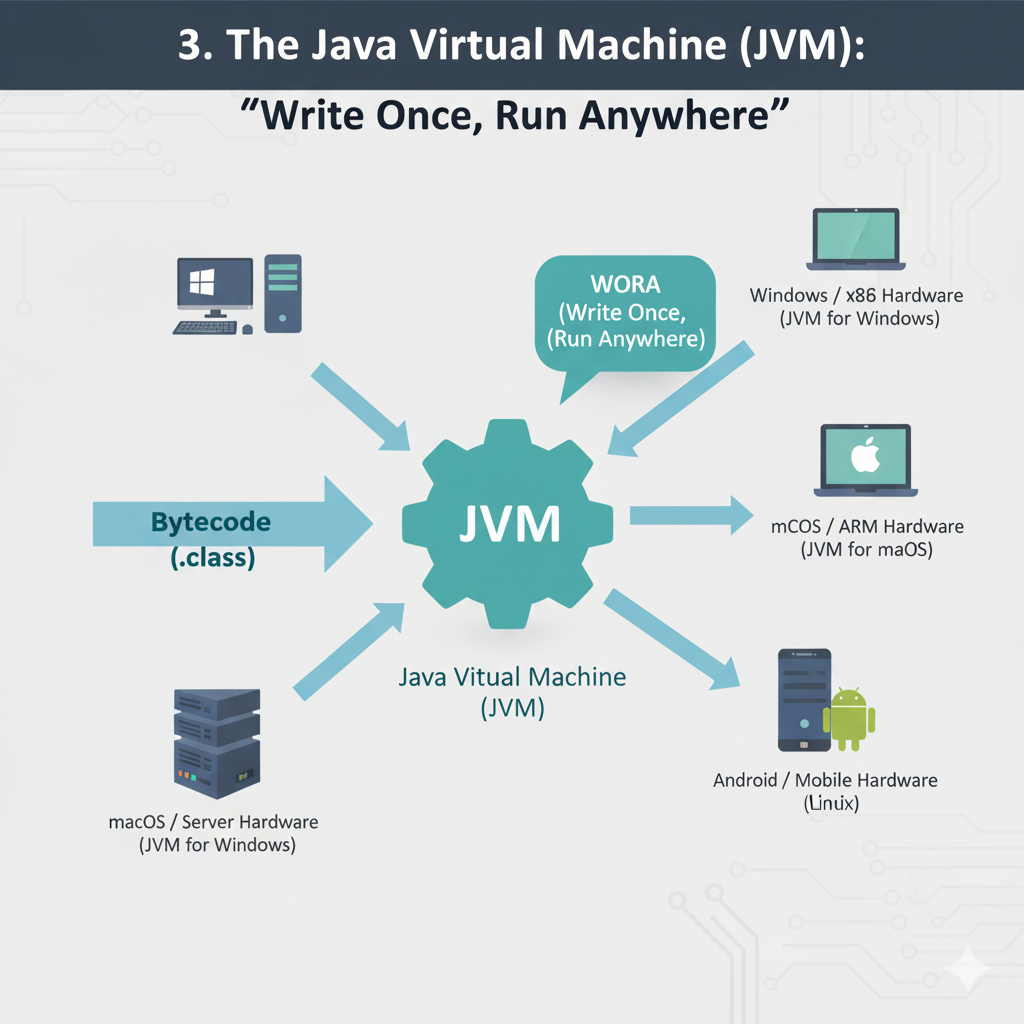 3. The Java Virtual Machine (JVM):
"Write Once, Run Anywhere"
WORA
(Write Once,
(Run Anywhere)
Windows / x86 Hardware
(JVM for Windows)
Bytecode
(.class)
JVM
mCOS / ARM Hardware
(JVM for maOS)
Java Vitual Machine
(JVM)
Android / Mobile Hardware
(Linix)
macOS / Server Hardware
(JVM for Windows)